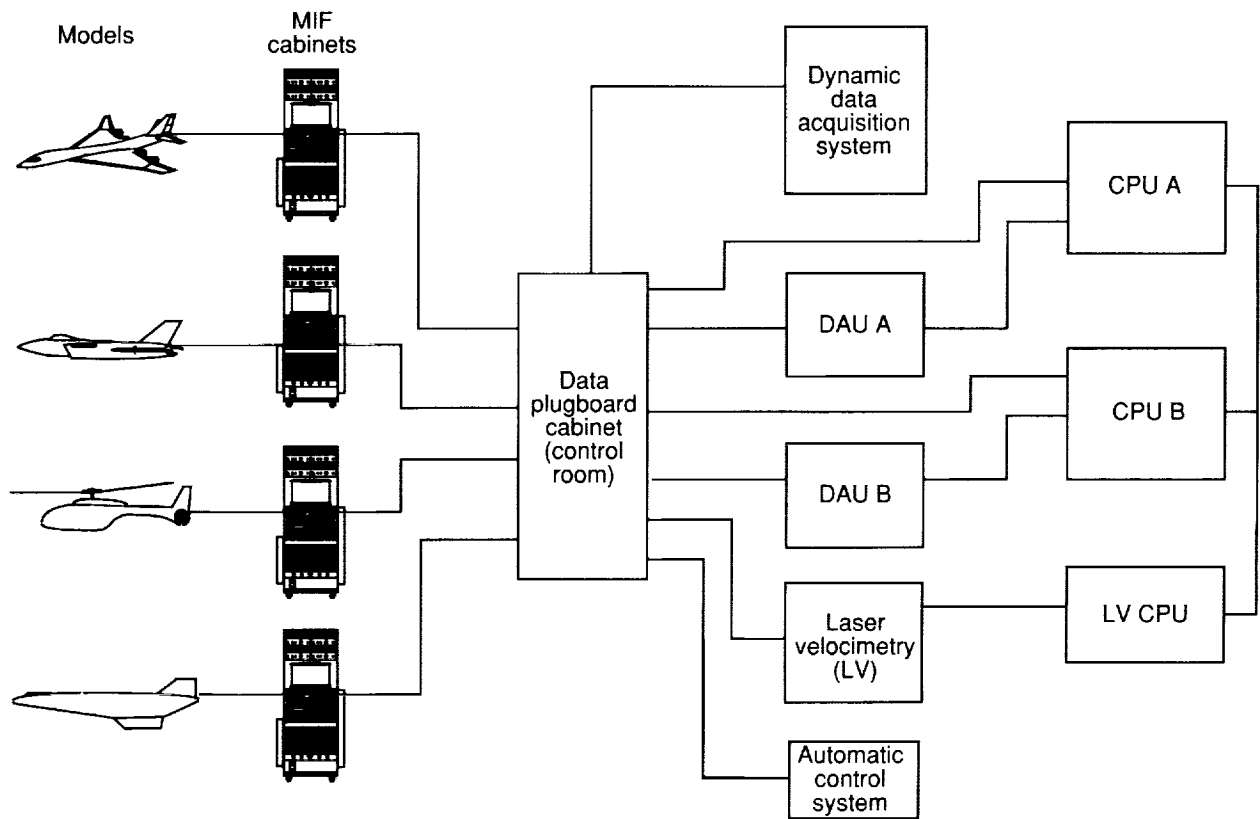 Models
MIF
cabinets
Dynamic
data
acquisition
system
CPU A
DAU A
Data
plugboard
cabinet
(control
room)
CPU B
DAU B
Laser
velocimetry
(LV)
LV CPU
Automatic
control
system